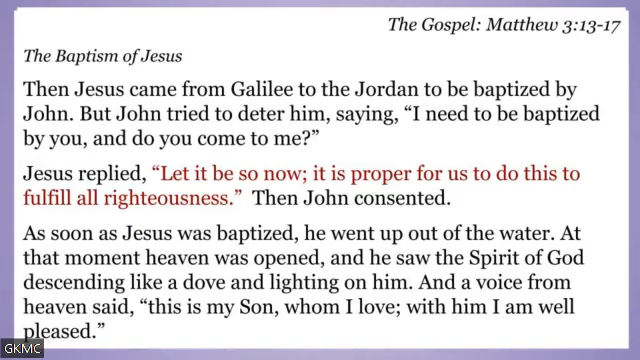 The Gospel: Matthew 3:13-17
The Baptism of Jesus
Then Jesus came from Galilee to the Jordan to be baptized by
John. But John tried to deter him, saying, “I need to be baptized
by you, and do you come to me?”
Jesus replied, “Let it be so now; it is proper for us to do this to
fulfill all righteousness.” Then John consented.
As soon as Jesus was baptized, he went up out of the water. At
that moment heaven was opened, and he saw the Spirit of God
descending like a dove and lighting on him. And a voice from
heaven said, “this is my Son, whom I love; with him I am well
pleased.”
GKMC